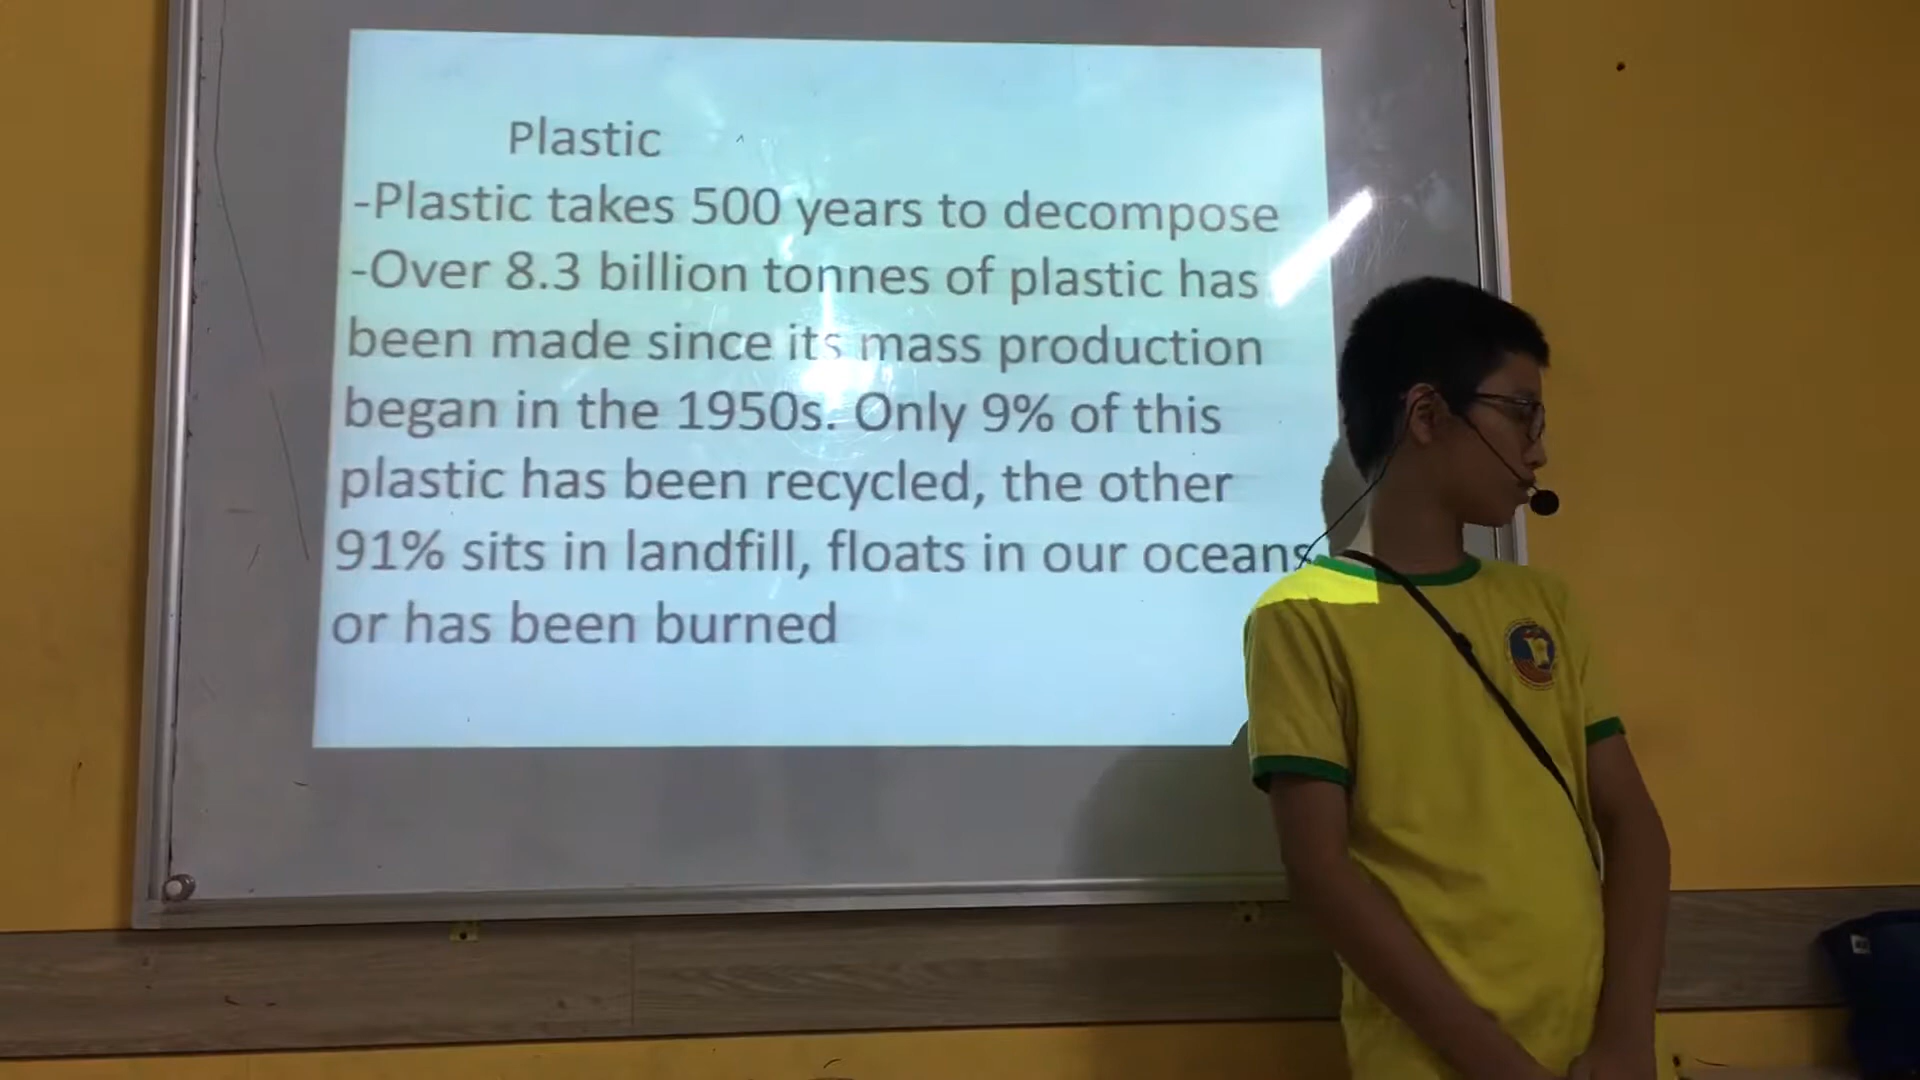 Plastic
-Plastic takes 500 years to decompose
-Over 8.3 billion tonnes of plastic has
been made since its mass production
began in the 1950s. Only 9% of this
plastic has been recycled, the other
91% sits in landfill, floats in our oceans
or has been burned